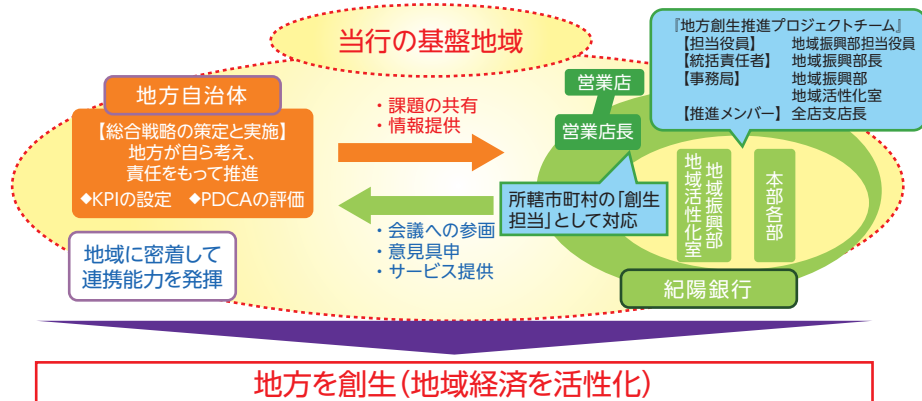 当行の基盤地域
地方自治体
【総合戦略の策定と実施】
地方が自ら考え、
責任をもって推進
◆KPIの設定 ◆PDCAの評価
地域に密着して
連携能力を発揮
・課題の共有
・情報提供
・会議への参画
・意見具申
・サービス提供
営業店
営業店長
所轄市町村の「創生
担当」として対応
『地方創生推進プロジェクトチーム』
【担当役員】 地域振興部担当役員
【統括責任者】 地域振興部長
【事務局】 地域振興部
地域活性化室
【推進メンバー】 全店支店長
地域振興部
地域活性化室
本部各部
紀陽銀行
地方を創生（地域経済を活性化）